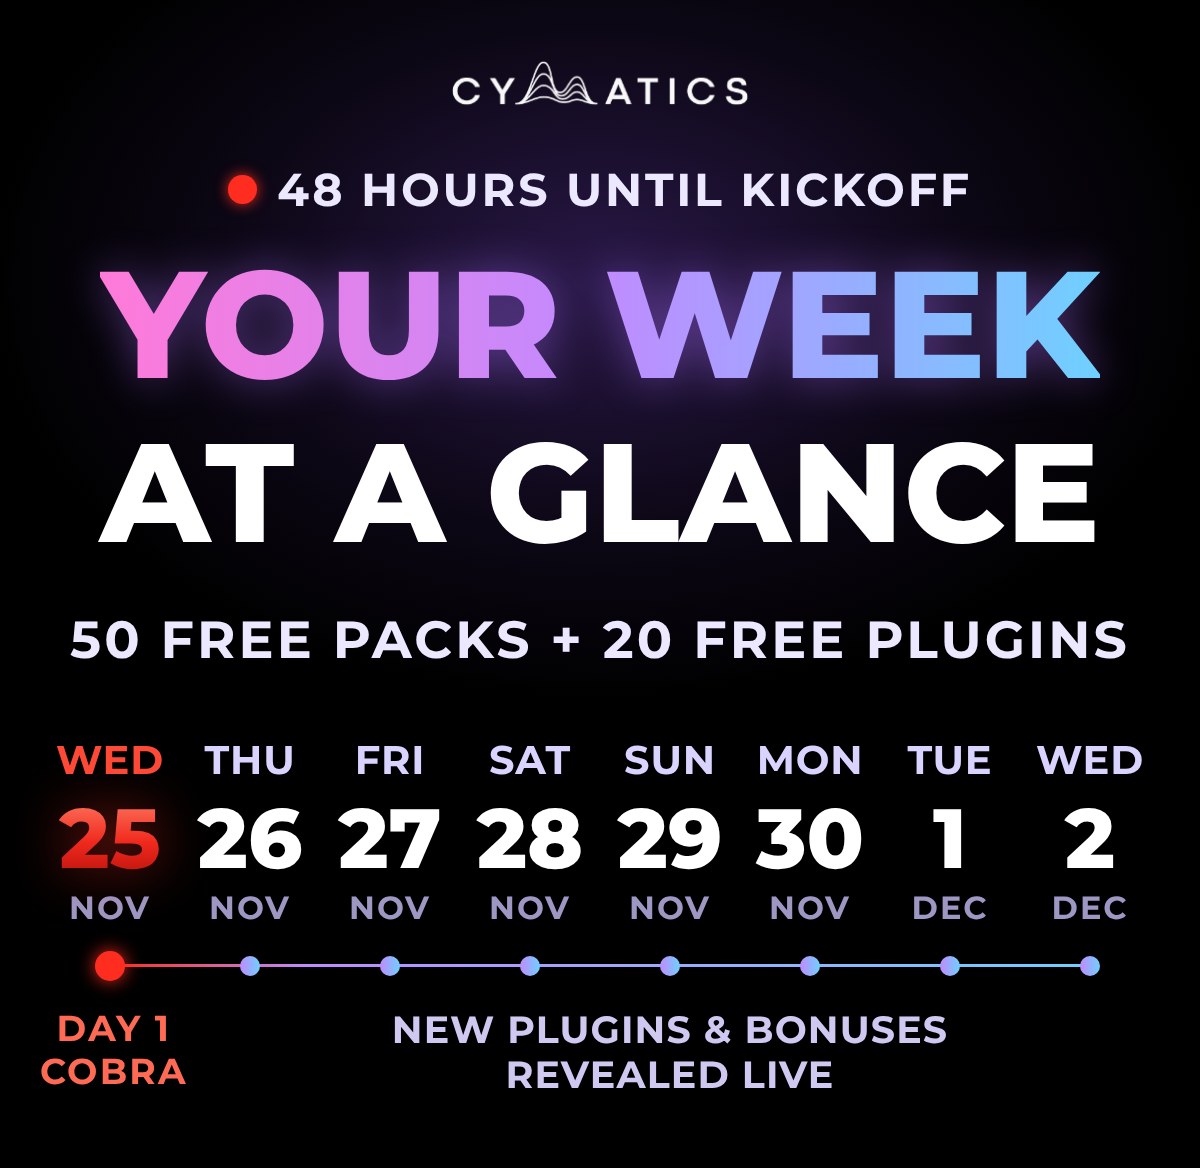 CYMATICS
48 HOURS UNTIL KICKOFF
YOUR WEEK
AT A GLANCE
50 FREE PACKS + 20 FREE PLUGINS
WED THU FRI SAT SUN MON TUE WED
25 26 27 28 29 30 1 2
NOV NOV NOV NOV NOV NOV DEC DEC
DAY 1
COBRA
NEW PLUGINS & BONUSES
REVEALED LIVE